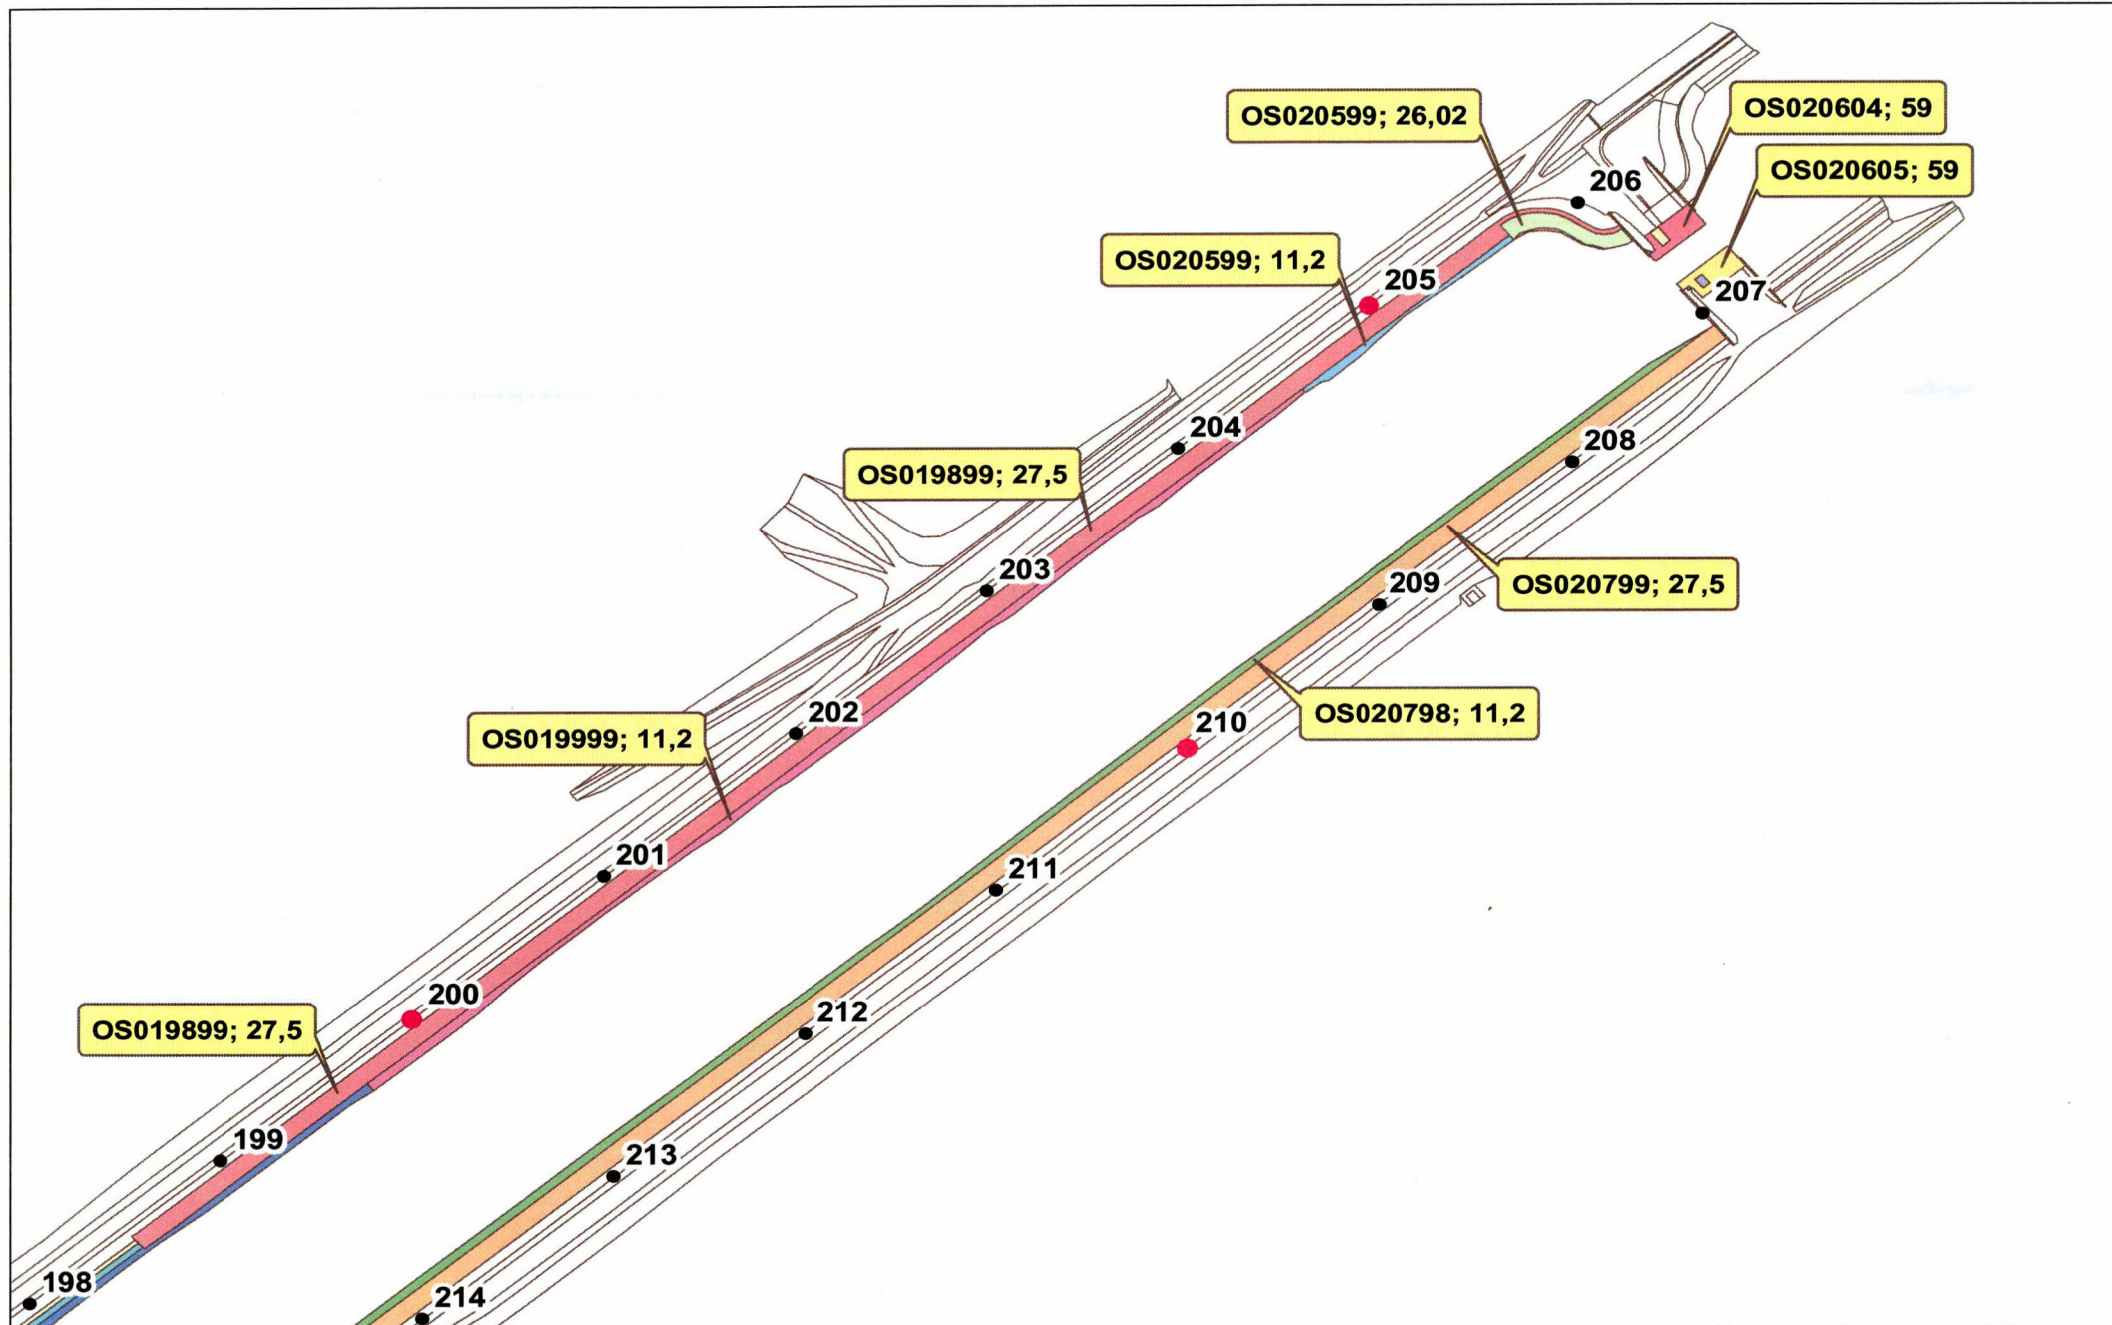 OS020599; 26,02
OS020604; 59
OS020605; 59
206
OS020599; 11,2
205
207
204
208
OS019899; 27,5
203
209
OS020799; 27,5
202
210
OS020798; 11,2
OS019999; 11,2
201
211
200
212
OS019899; 27,5
199
213
198
214